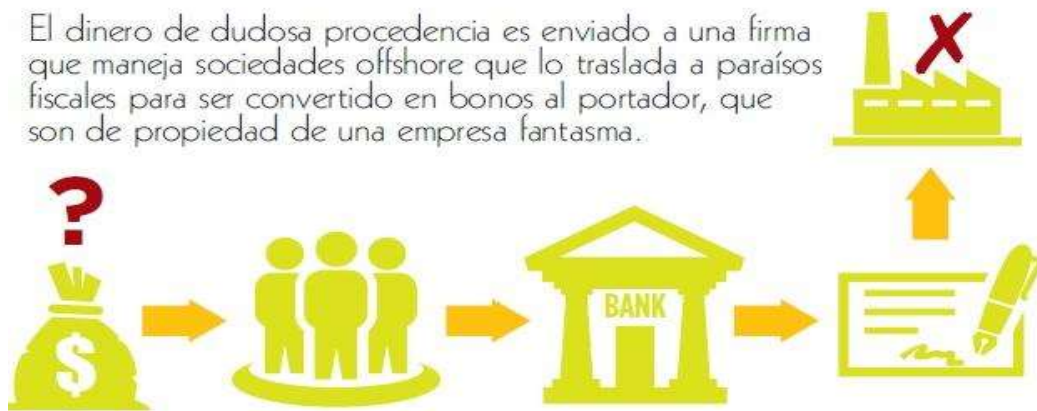 El dinero de dudosa procedencia es enviado a una firma
que maneja sociedades offshore que lo traslada a paraísos
fiscales para ser convertido en bonos al portador, que
son de propiedad de una empresa fantasma.
?
$
BANK